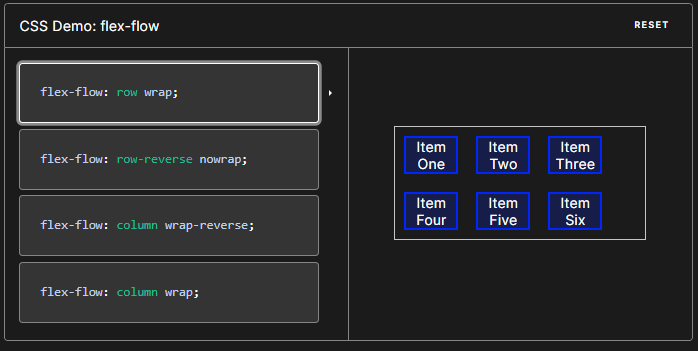 CSS Demo: flex-flow
RESET
flex-flow: row wrap;
flex-flow: row-reverse nowrap;
flex-flow: column wrap-reverse;
flex-flow: column wrap;
Item One
Item Two
Item Three
Item Four
Item Five
Item Six